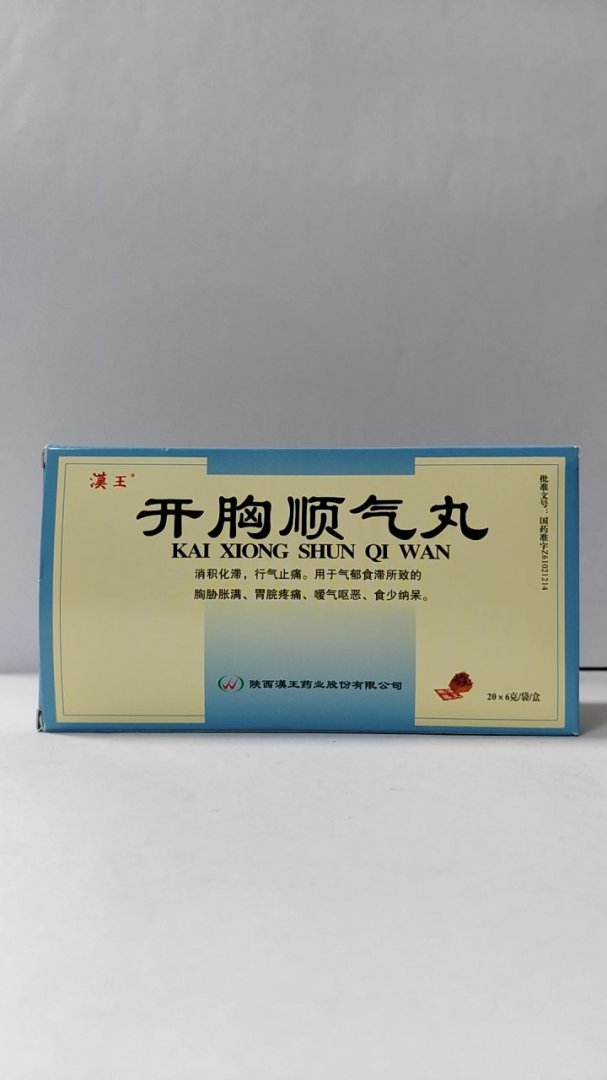 漢王®
开胸顺气丸
KAI XIONG SHUN QI WAN
消积化滞，行气止痛。用于气郁食滞所致的
胸胁胀满、胃脘疼痛、嗳气呕恶、食少纳呆。
陕西漢王药业股份有限公司
20×6克/袋/盒
批准文号：国药准字Z61021214